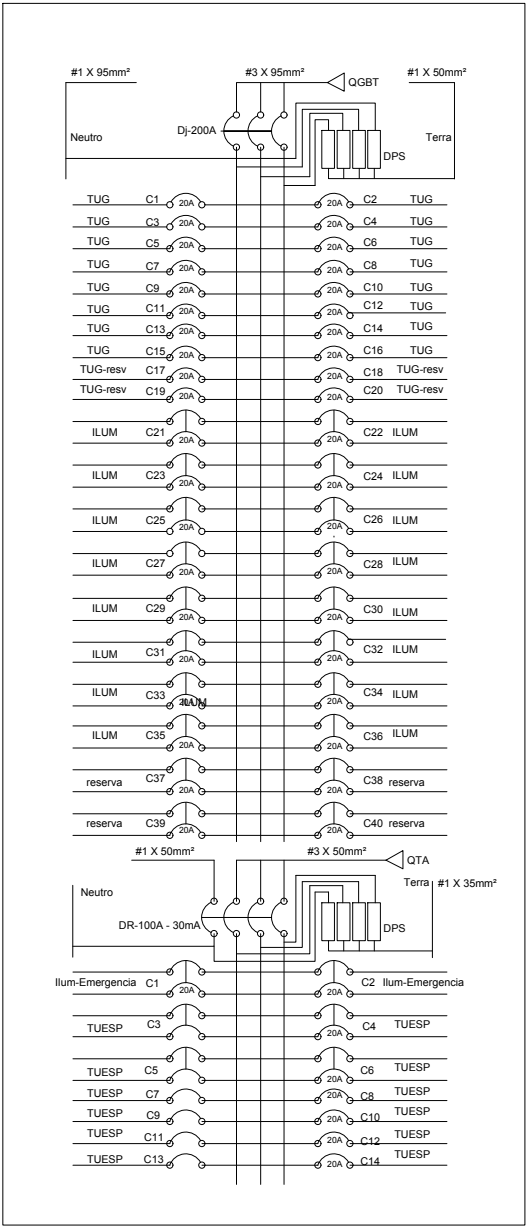 #1 X 95mm² #3 X 95mm² #1 X 50mm²
QGBT
Dj-200A
Neutro Terra
DPS
TUG C1 20A 20A C2 TUG
TUG C3 20A 20A C4 TUG
TUG C5 20A 20A C6 TUG
TUG C7 20A 20A C8 TUG
TUG C9 20A 20A C10 TUG
TUG C11 20A 20A C12 TUG
TUG C13 20A 20A C14 TUG
TUG C15 20A 20A C16 TUG
TUG-resv C17 20A 20A C18 TUG-resv
TUG-resv C19 20A 20A C20 TUG-resv
ILUM C21 20A 20A C22 ILUM
ILUM C23 20A 20A C24 ILUM
ILUM C25 20A 20A C26 ILUM
ILUM C27 20A 20A C28 ILUM
ILUM C29 20A 20A C30 ILUM
ILUM C31 20A 20A C32 ILUM
ILUM C33 20A ILUM 20A C34 ILUM
ILUM C35 20A 20A C36 ILUM
reserva C37 20A 20A C38 reserva
reserva C39 20A 20A C40 reserva
#1 X 50mm² #3 X 50mm²
QTA
Neutro Terra #1 X 35mm²
DR-100A - 30mA DPS
Ilum-Emergencia C1 20A 20A C2 Ilum-Emergencia
TUESP C3 20A C4 TUESP
TUESP C5 20A C6 TUESP
TUESP C7 20A C8 TUESP
TUESP C9 20A C10 TUESP
TUESP C11 20A C12 TUESP
TUESP C13 20A C14 TUESP